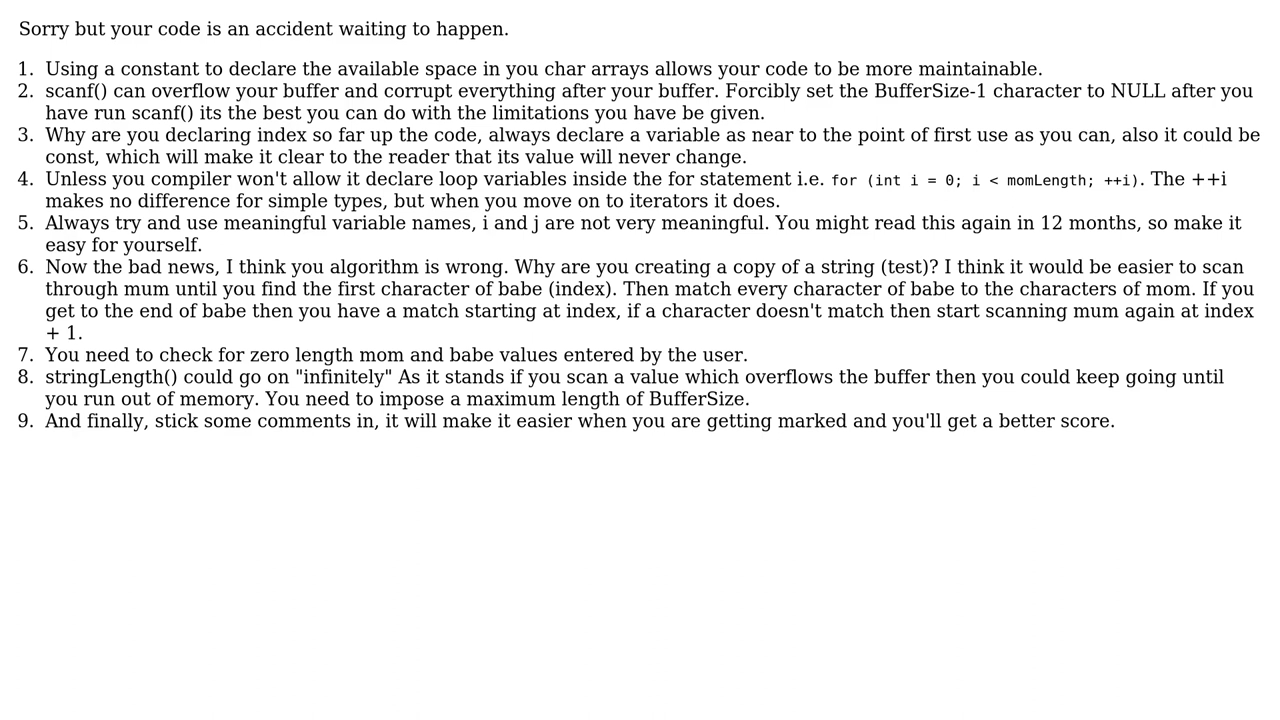 Sorry but your code is an accident waiting to happen.
1. Using a constant to declare the available space in you char arrays allows your code to be more maintainable.
2. scanf() can overflow your buffer and corrupt everything after your buffer. Forcibly set the BufferSize-1 character to NULL after you
have run scanf() its the best you can do with the limitations you have be given.
3. Why are you declaring index so far up the code, always declare a variable as near to the point of first use as you can, also it could be
const, which will make it clear to the reader that its value will never change.
4. Unless you compiler won't allow it declare loop variables inside the for statement i.e. for (int i = 0; i < momLength; ++i). The ++i
makes no difference for simple types, but when you move on to iterators it does.
5. Always try and use meaningful variable names, i and j are not very meaningful. You might read this again in 12 months, so make it
easy for yourself.
6. Now the bad news, I think you algorithm is wrong. Why are you creating a copy of a string (test)? I think it would be easier to scan
through mum until you find the first character of babe (index). Then match every character of babe to the characters of mom. If you
get to the end of babe then you have a match starting at index, if a character doesn't match then start scanning mum again at index
+ 1.
7. You need to check for zero length mom and babe values entered by the user.
8. stringLength() could go on "infinitely" As it stands if you scan a value which overflows the buffer then you could keep going until
you run out of memory. You need to impose a maximum length of BufferSize.
9. And finally, stick some comments in, it will make it easier when you are getting marked and you'll get a better score.